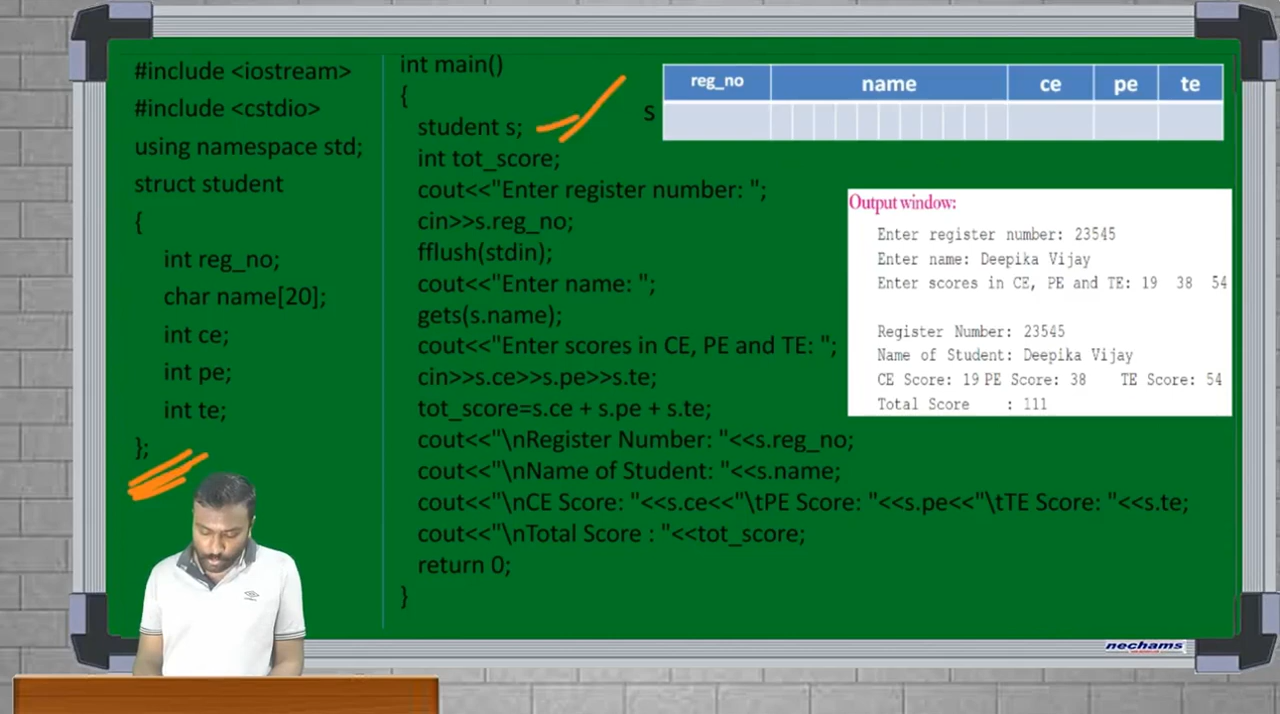 #include <iostream>
#include <cstdio>
using namespace std;
struct student
{
int reg_no;
char name[20];
int ce;
int pe;
int te;
};
int main()
{
student s;
int tot_score;
cout<<"Enter register number: ";
cin>>s.reg_no;
fflush(stdin);
cout<<"Enter name: ";
gets(s.name);
cout<<"Enter scores in CE, PE and TE: ";
cin>>s.ce>>s.pe>>s.te;
tot_score=s.ce + s.pe + s.te;
cout<<"\nRegister Number: "<<s.reg_no;
cout<<"\nName of Student: "<<s.name;
cout<<"\nCE Score: "<<s.ce<<"\tPE Score: "<<s.pe<<"\tTE Score: "<<s.te;
cout<<"\nTotal Score : "<<tot_score;
return 0;
}
reg_no name ce pe te
s
Output window:
Enter register number: 23545
Enter name: Deepika Vijay
Enter scores in CE, PE and TE: 19 38 54
Register Number: 23545
Name of Student: Deepika Vijay
CE Score: 19 PE Score: 38 TE Score: 54
Total Score : 111
nechams